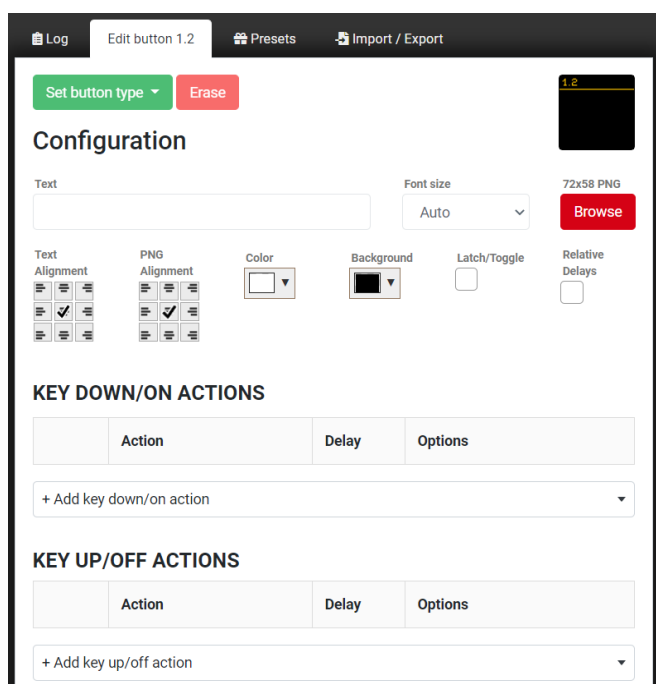 Log
Edit button 1.2
Presets
Import / Export
Set button type
Erase
1.2
Configuration
Text
Font size
72x58 PNG
Auto
Browse
Text Alignment
PNG Alignment
Color
Background
Latch/Toggle
Relative Delays
KEY DOWN/ON ACTIONS
Action Delay Options
+ Add key down/on action
KEY UP/OFF ACTIONS
Action Delay Options
+ Add key up/off action